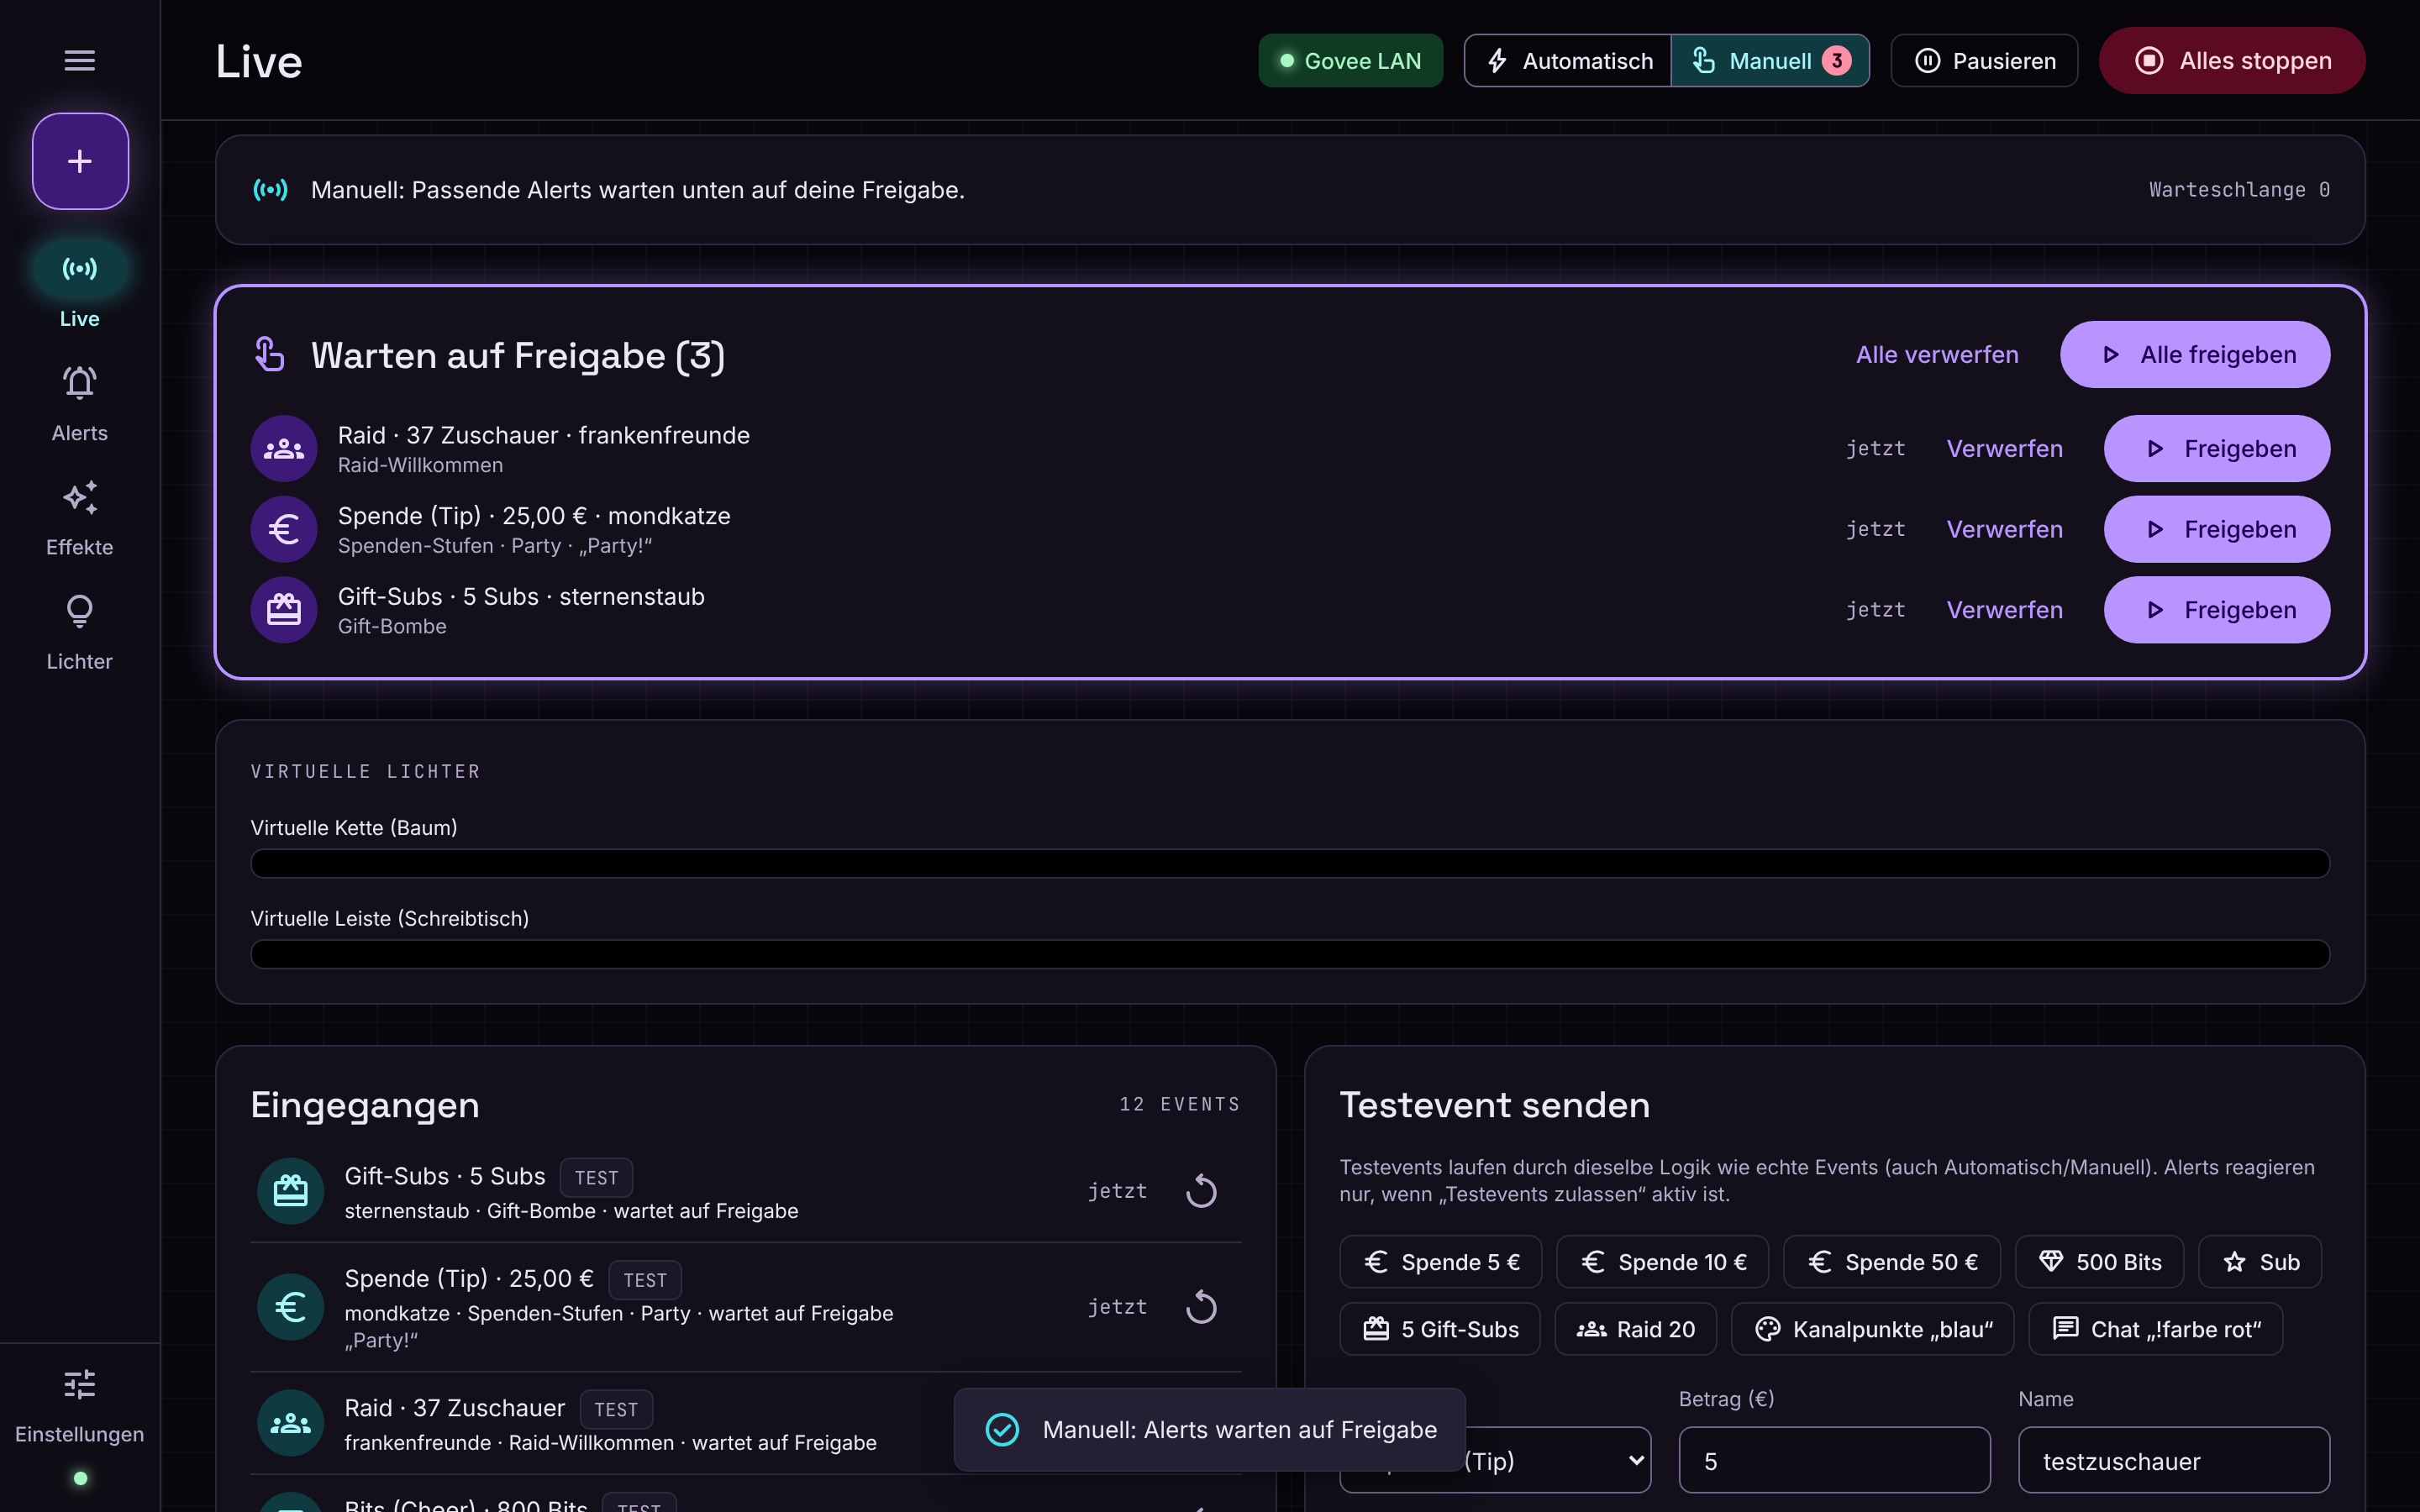 Live
Govee LAN
Automatisch
Manuell 3
Pausieren
Alles stoppen
Live
Alerts
Effekte
Lichter
Einstellungen
Manuell: Passende Alerts warten unten auf deine Freigabe.
Warteschlange 0
Warten auf Freigabe (3)
Alle verwerfen
Alle freigeben
Raid · 37 Zuschauer · frankenfreunde
Raid-Willkommen
jetzt
Verwerfen
Freigeben
Spende (Tip) · 25,00 € · mondkatze
Spenden-Stufen · Party · „Party!“
jetzt
Verwerfen
Freigeben
Gift-Subs · 5 Subs · sternenstaub
Gift-Bombe
jetzt
Verwerfen
Freigeben
VIRTUELLE LICHTER
Virtuelle Kette (Baum)
Virtuelle Leiste (Schreibtisch)
Eingegangen
12 EVENTS
Gift-Subs · 5 Subs TEST
sternenstaub · Gift-Bombe · wartet auf Freigabe
jetzt
Spende (Tip) · 25,00 € TEST
mondkatze · Spenden-Stufen · Party · wartet auf Freigabe
„Party!“
jetzt
Raid · 37 Zuschauer TEST
frankenfreunde · Raid-Willkommen · wartet auf Freigabe
Bits (Cheer) · 800 Bits TEST
Testevent senden
Testevents laufen durch dieselbe Logik wie echte Events (auch Automatisch/Manuell). Alerts reagieren
nur, wenn „Testevents zulassen“ aktiv ist.
Spende 5 €
Spende 10 €
Spende 50 €
500 Bits
Sub
5 Gift-Subs
Raid 20
Kanalpunkte „blau“
Chat „!farbe rot“
Betrag (€)
Name
(Tip)
5
testzuschauer
Manuell: Alerts warten auf Freigabe